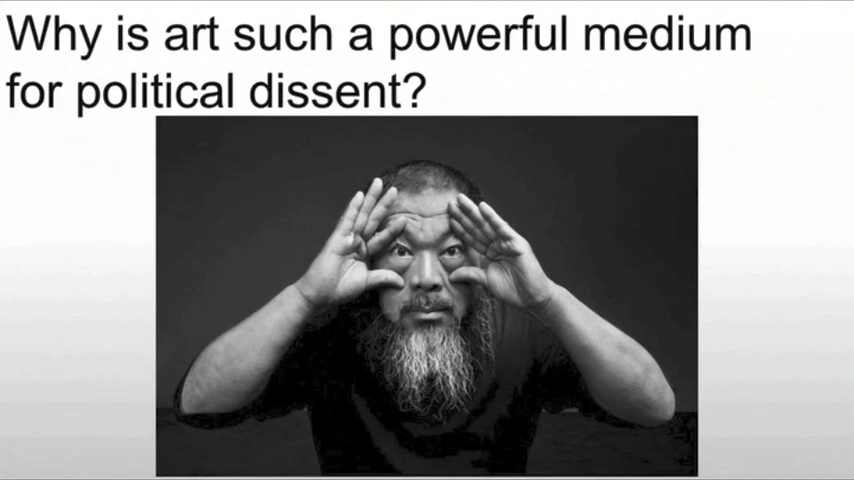 Why is art such a powerful medium
for political dissent?